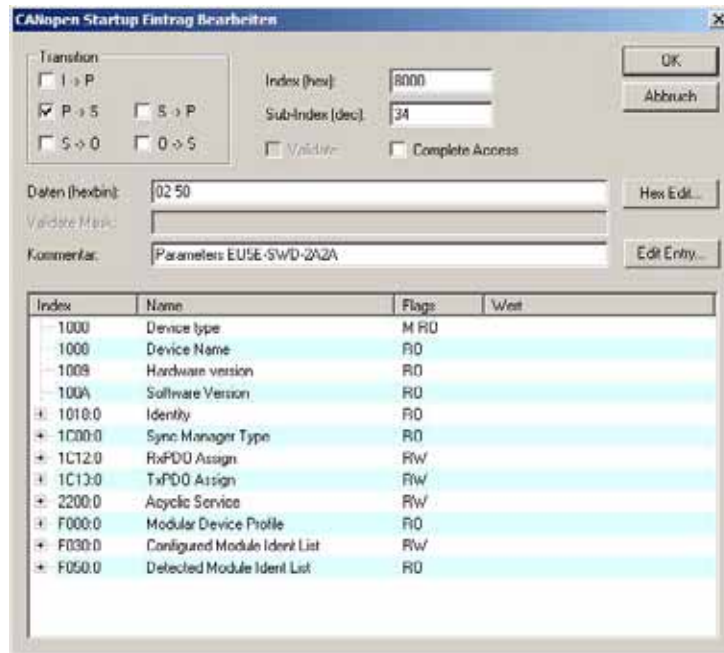 CANopen Startup Eintrag Bearbeiten
Transition
I -> P
P -> S
S -> P
S -> O
O -> S
Index (hex):
8000
Sub-Index (dec):
34
Validate
Complete Access
OK
Abbruch
Daten (hexbin):
02 50
Hex Edit...
Validate Mask:
Kommentar:
Parameters EU5E-SWD-2A2A
Edit Entry...
Index Name Flags Wert
1000 Device type M RO
1008 Device Name RO
1009 Hardware version RO
100A Software Version RO
1018:0 Identity RO
1C00:0 Sync Manager Type RO
1C12:0 RxPDO Assign RW
1C13:0 TxPDO Assign RW
2200:0 Acyclic Service RW
F000:0 Modular Device Profile RO
F030:0 Configured Module Ident List RW
F050:0 Detected Module Ident List RO